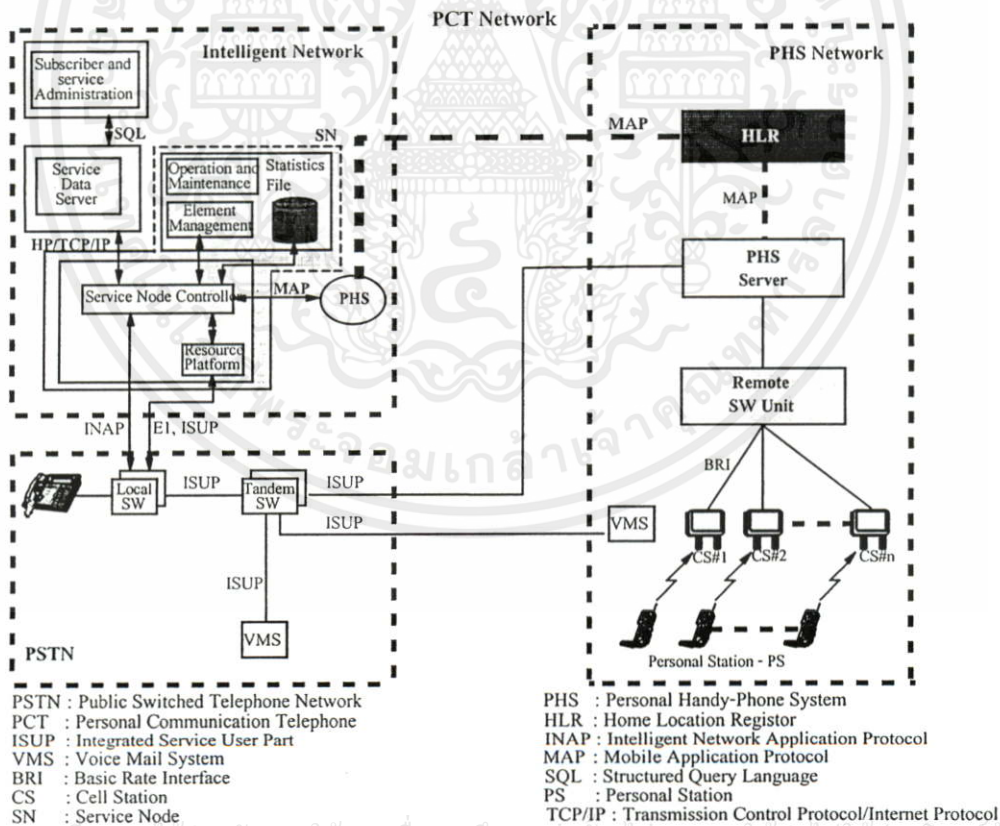 PCT Network
Intelligent Network
Subscriber and
service
Administration
SQL
SN
Service
Data
Server
Operation and
Maintenance
Statistics
File
Element
Management
HP/TCP/IP
Service Node Controlle
MAP
PHS
Resource
Platform
INAP
E1, ISUP
PHS Network
MAP
HLR
MAP
PHS
Server
Remote
SW Unit
BRI
VMS
CS#1
CS#2
CS#n
Personal Station - PS
Local
SW
ISUP
Tandem
SW
ISUP
ISUP
ISUP
VMS
PSTN
PSTN : Public Switched Telephone Network
PCT : Personal Communication Telephone
ISUP : Integrated Service User Part
VMS : Voice Mail System
BRI : Basic Rate Interface
CS : Cell Station
SN : Service Node
PHS : Personal Handy-Phone System
HLR : Home Location Registor
INAP : Intelligent Network Application Protocol
MAP : Mobile Application Protocol
SQL : Structured Query Language
PS : Personal Station
TCP/IP : Transmission Control Protocol/Internet Protocol